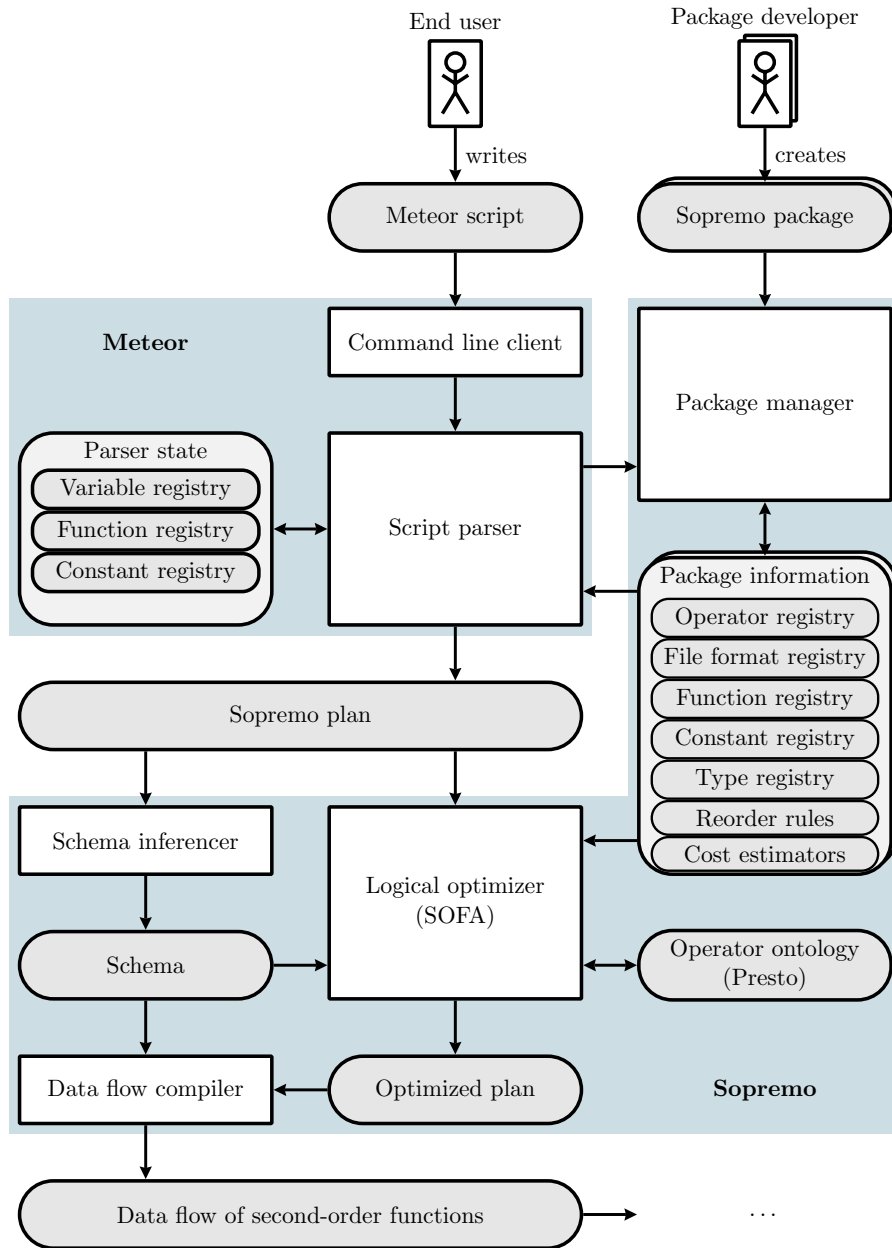 End user
Package developer
writes
creates
Meteor script
Sopremo package
Meteor
Command line client
Package manager
Parser state
Variable registry
Function registry
Constant registry
Script parser
Package information
Operator registry
File format registry
Function registry
Constant registry
Type registry
Reorder rules
Cost estimators
Sopremo plan
Schema inferencer
Logical optimizer
(SOFA)
Schema
Operator ontology
(Presto)
Data flow compiler
Optimized plan
Sopremo
Data flow of second-order functions
...